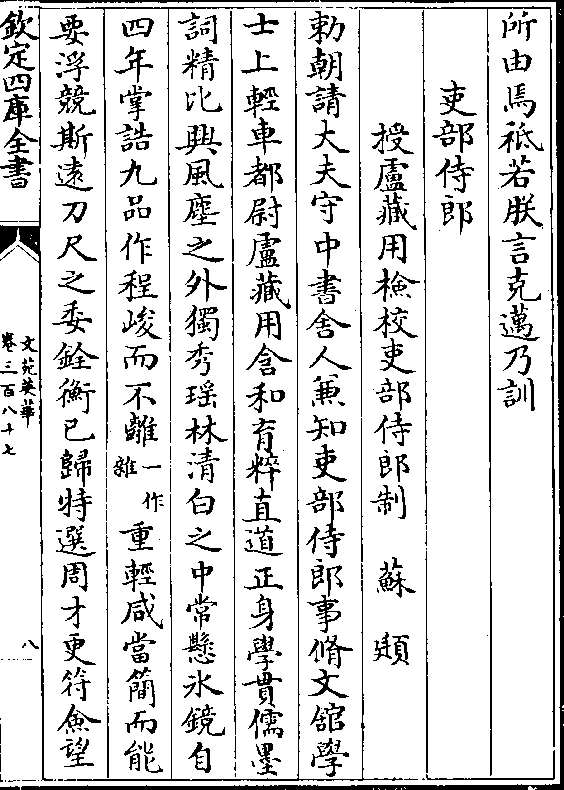 所由焉祗若朕言克邁乃訓
吏部侍郎
授盧藏用檢校吏部侍郎制　蘇頲
勅朝請大夫守中書舍人兼知吏部侍郎事脩文舘學
士上輕車都尉盧藏用含和育粹直道正身學貫儒墨
詞精比興風塵之外獨秀瑶林清白之中常懸氷鏡自
四年掌誥九品作程峻而不離一作雜重輕咸當簡而能
要浮競斯逺刀尺之委銓衡已歸特選周才更符僉望
欽定四庫全書
文苑英華
卷三百八十七
八